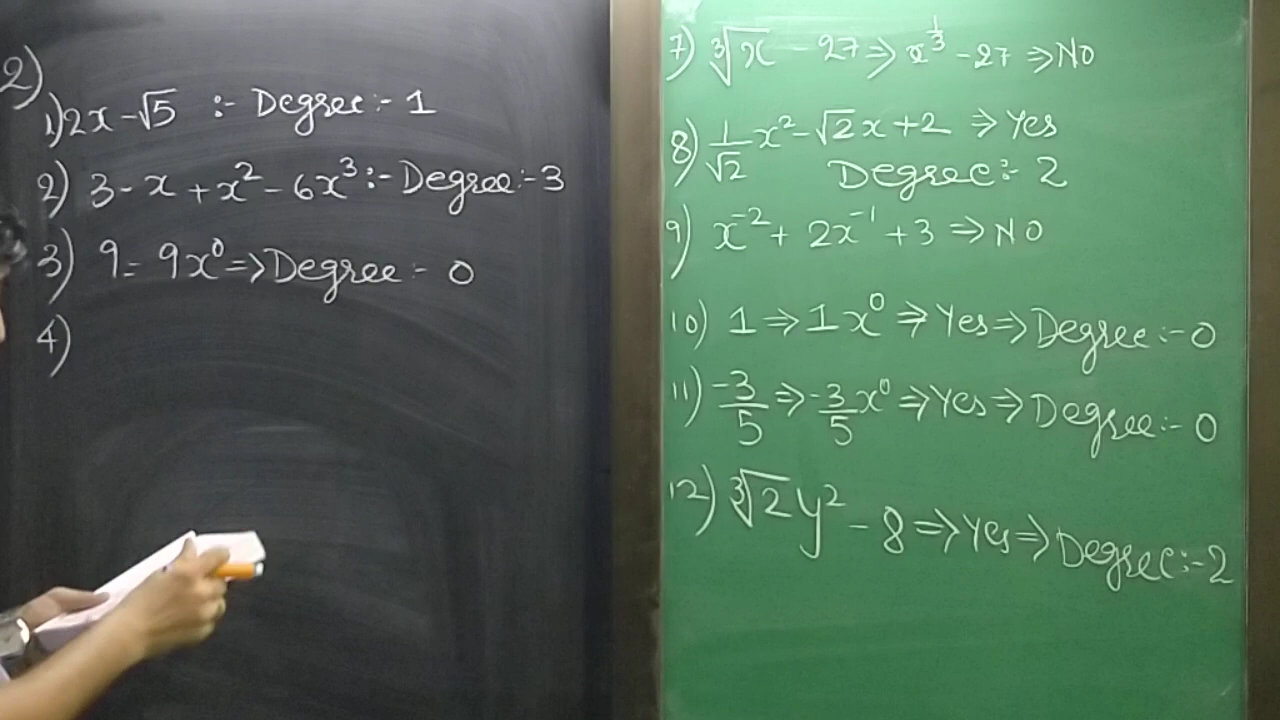 2)
1) 2x - √5 :- Degree:- 1
2) 3 - x + x² - 6x³ :- Degree:- 3
3) 9 = 9x⁰ => Degree:- 0
4)
7) ∛x - 27 => x^(1/3) - 27 => NO
8) 1/√2 x² - √2x + 2 => Yes
Degree:- 2
9) x⁻² + 2x⁻¹ + 3 => NO
10) 1 => 1x⁰ => Yes => Degree:- 0
11) -3/5 => -3/5 x⁰ => Yes => Degree:- 0
12) ∛2 y² - 8 => Yes => Degree:- 2